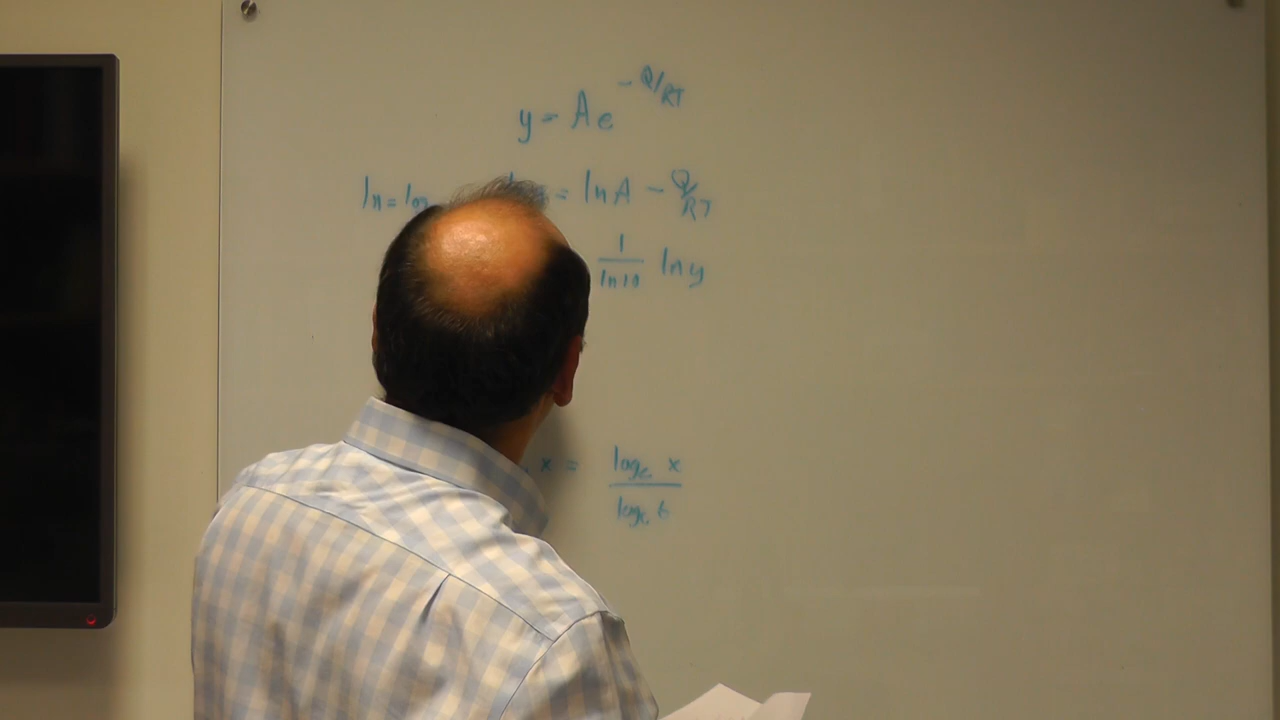 y = Ae^-Q/RT
ln = log = ln A - Q/RT
1/ln10 ln y
x = log_c x / log_c b